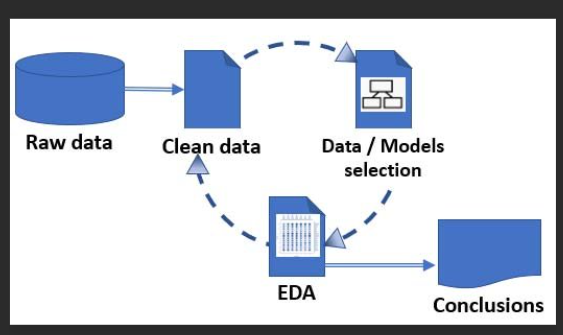 Raw data
Clean data
Data / Models
selection
EDA
Conclusions